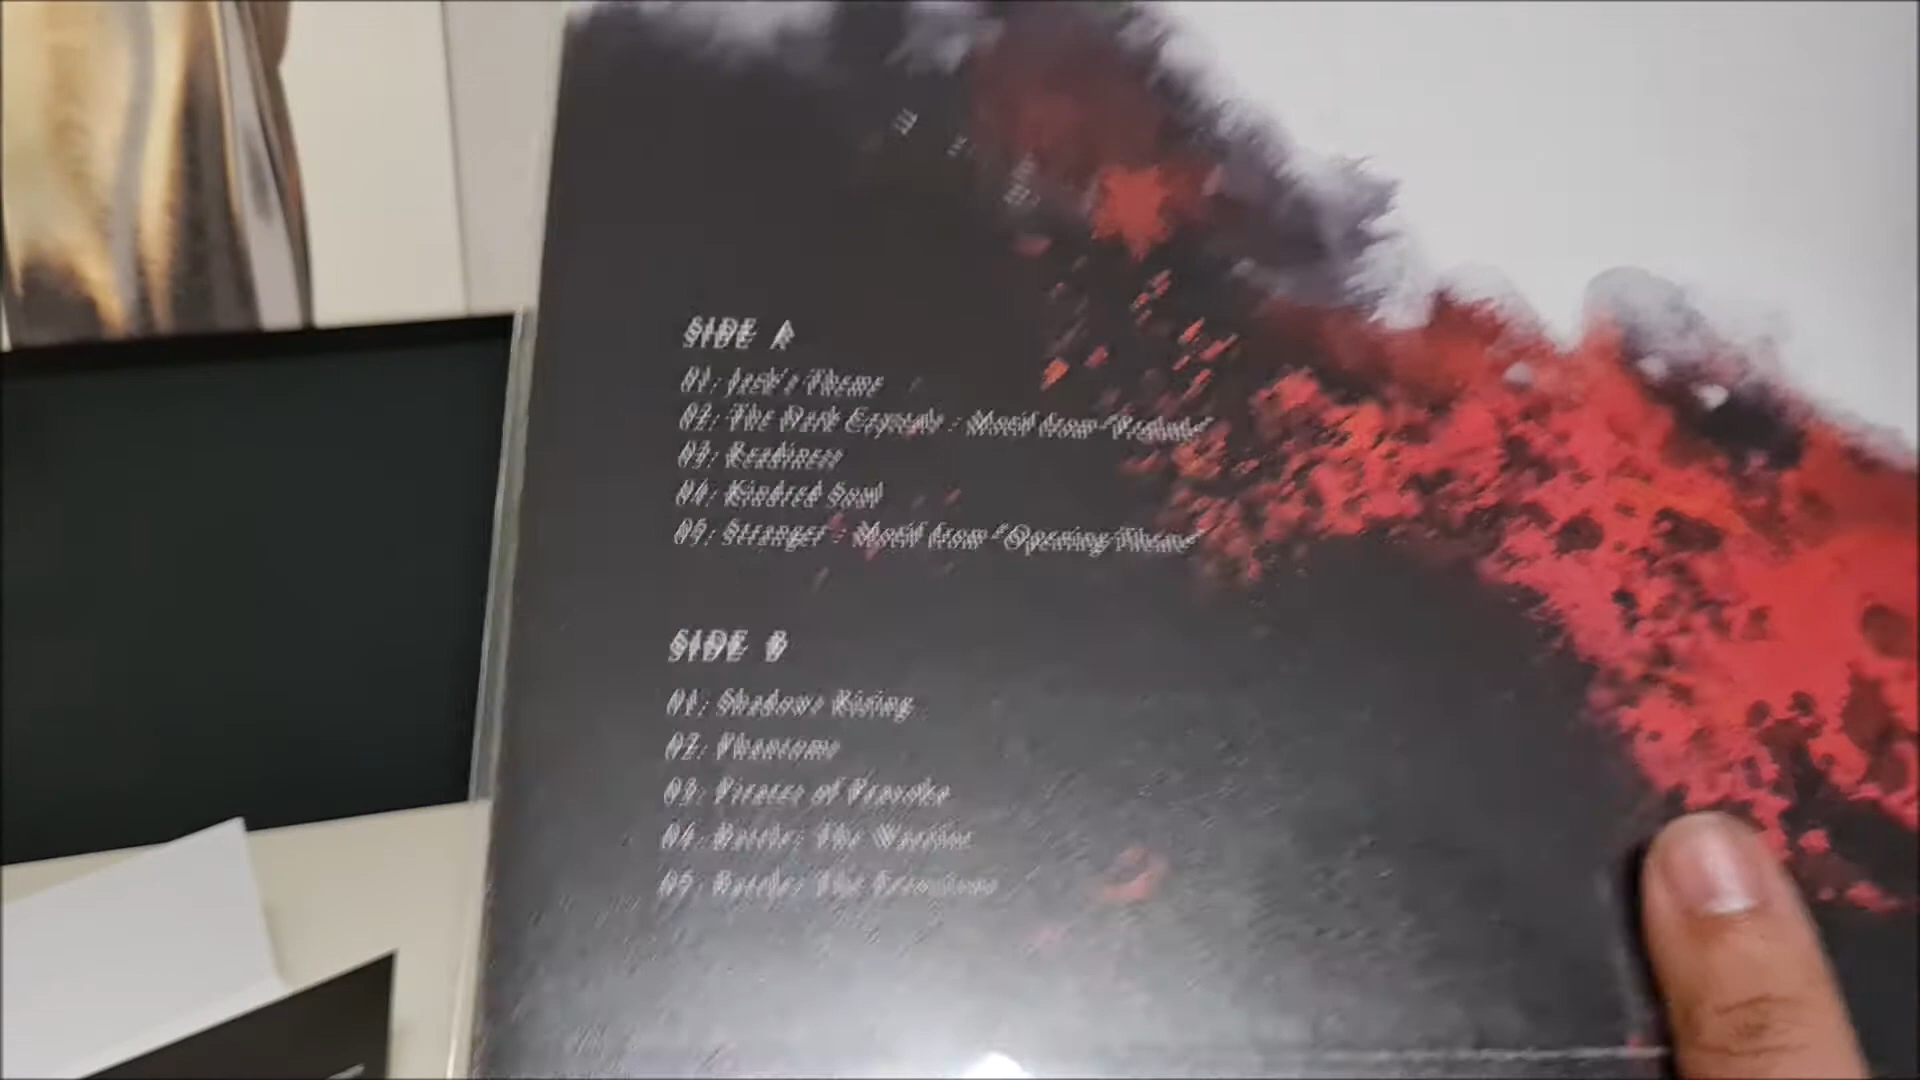 SIDE A
01: Jack's Theme
02: The Dark Crystals - Motif from "Prelude"
03: Readiness
04: Kindred Soul
05: Stranger - Motif from "Opening Theme"
SIDE B
01: Shadows Rising
02: Phantoms
03: Pirates of Pravoka
04: Battle: The Warrior
05: Battle: The